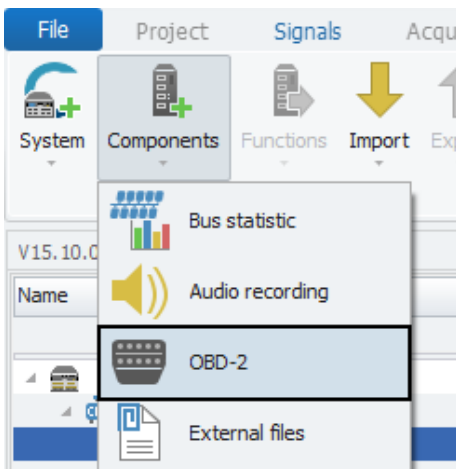 File Project Signals Acqu
System Components Functions Import Exp
Bus statistic
V15.10.0
Audio recording
Name
OBD-2
External files